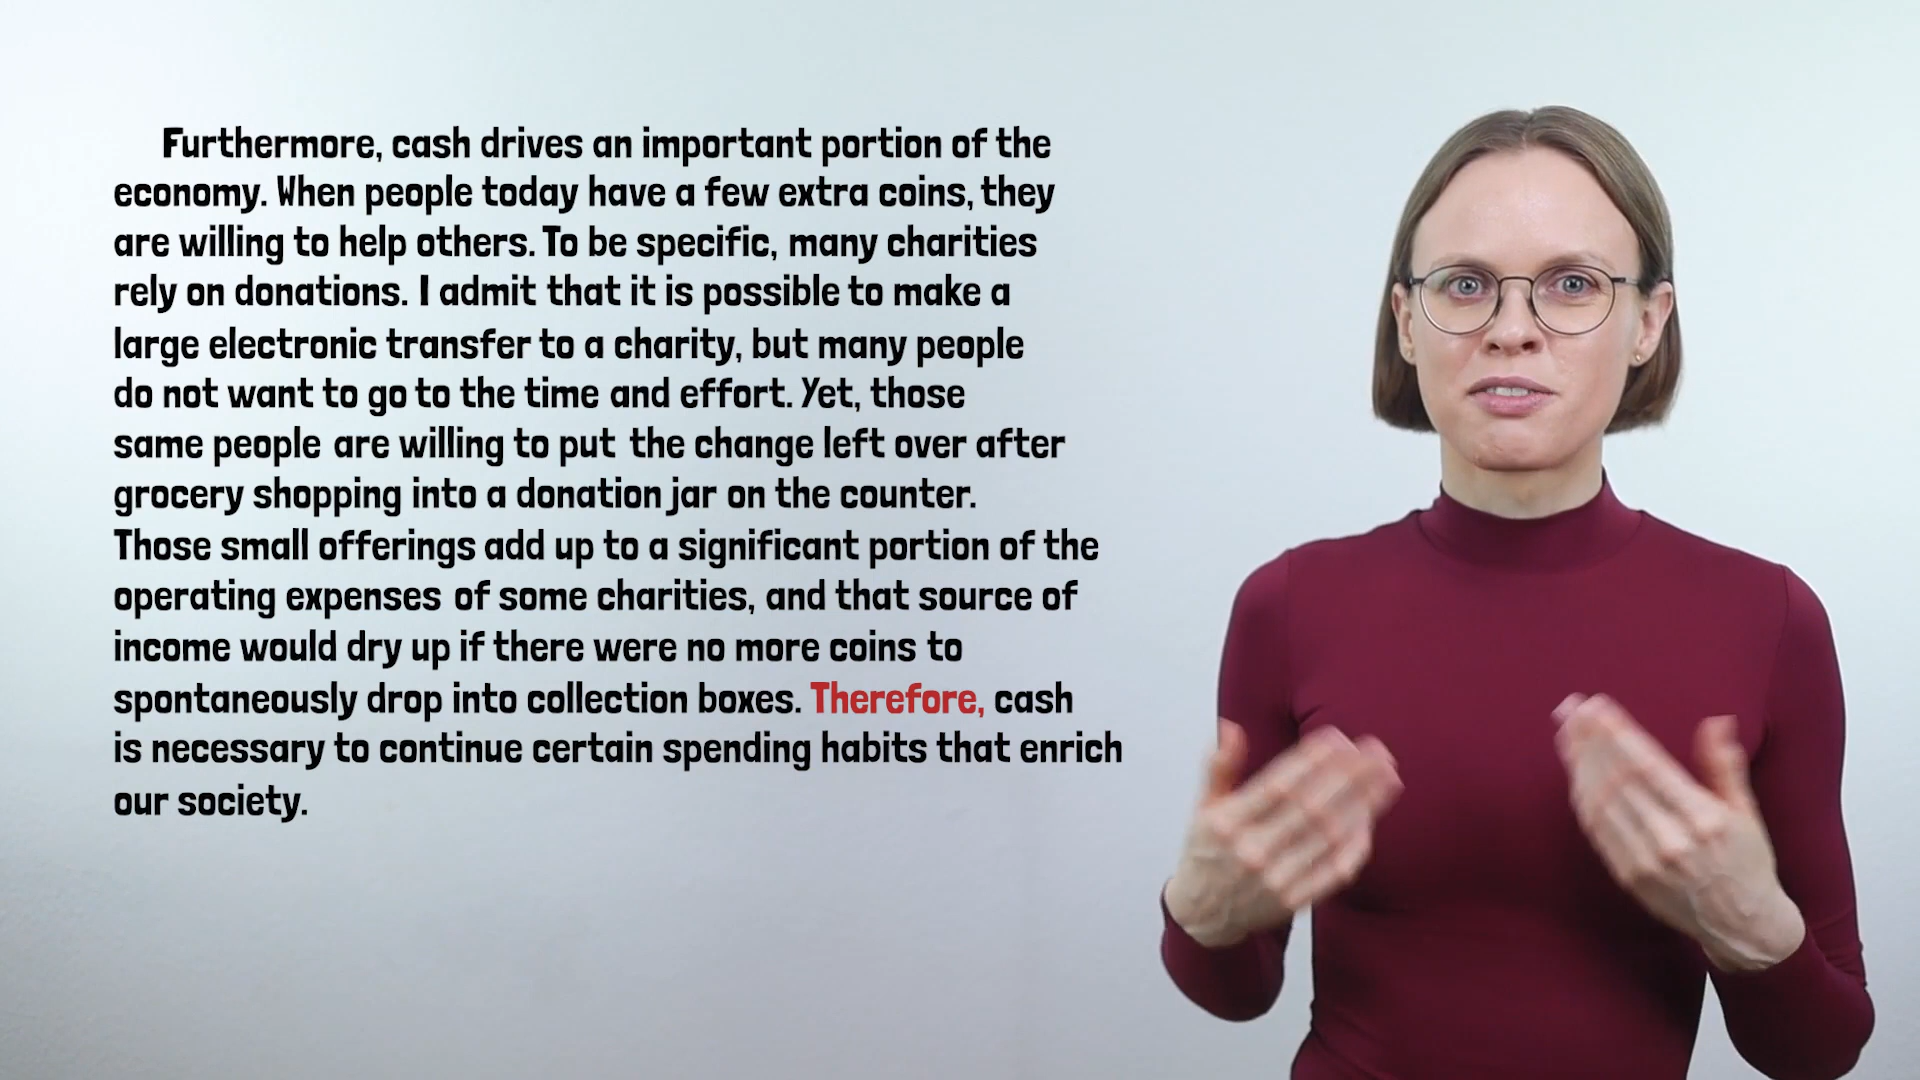 Furthermore, cash drives an important portion of the
economy. When people today have a few extra coins, they
are willing to help others. To be specific, many charities
rely on donations. I admit that it is possible to make a
large electronic transfer to a charity, but many people
do not want to go to the time and effort. Yet, those
same people are willing to put the change left over after
grocery shopping into a donation jar on the counter.
Those small offerings add up to a significant portion of the
operating expenses of some charities, and that source of
income would dry up if there were no more coins to
spontaneously drop into collection boxes. Therefore, cash
is necessary to continue certain spending habits that enrich
our society.